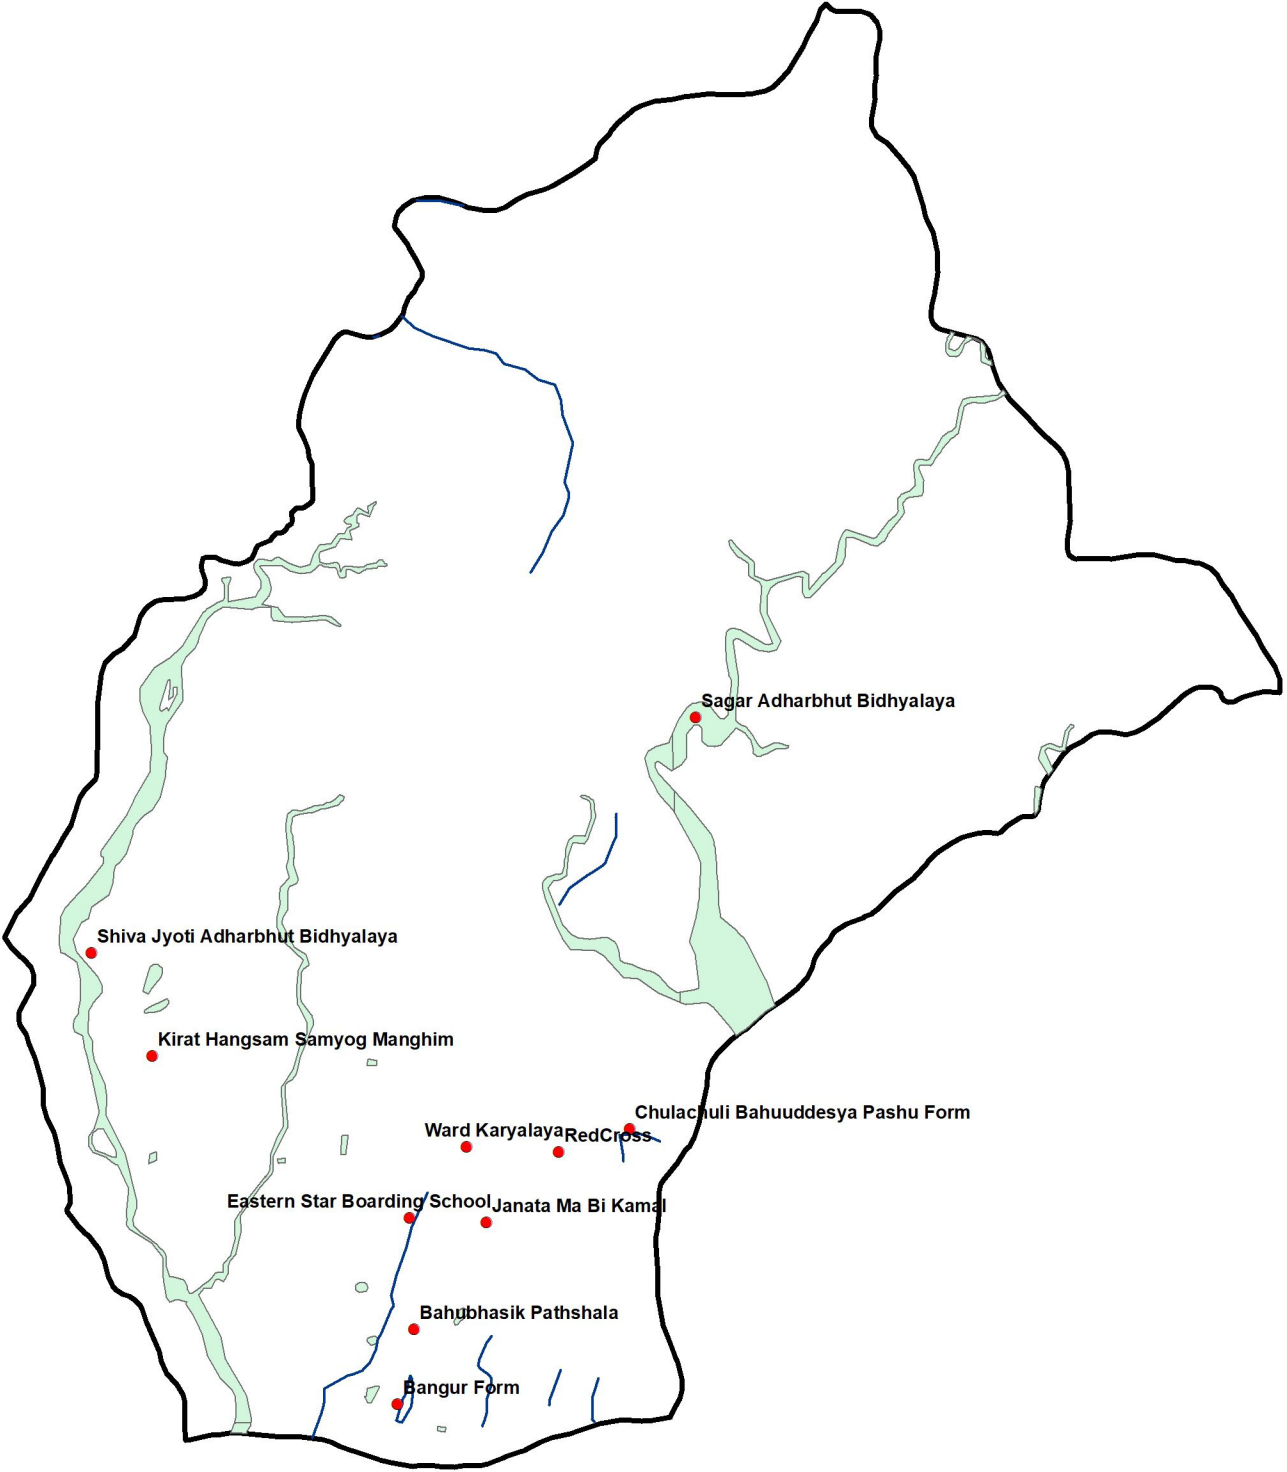 Sagar Adharbhut Bidhyalaya
Shiva Jyoti Adharbhut Bidhyalaya
Kirat Hangsam Samyog Manghim
Chulachuli Bahuuddesya Pashu Form
Ward Karyalaya
RedCross
Eastern Star Boarding School
Janata Ma Bi Kamal
Bahubhasik Pathshala
Bangur Form